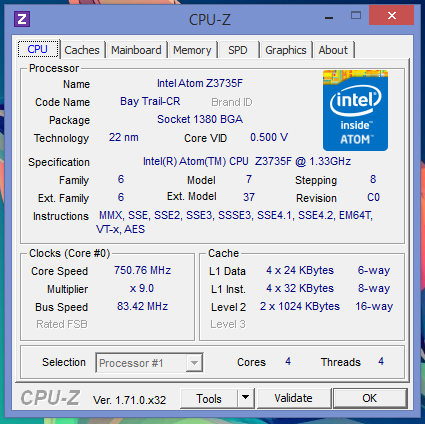 Z CPU-Z
CPU Caches Mainboard Memory SPD Graphics About
Processor
Name Intel Atom Z3735F
Code Name Bay Trail-CR Brand ID
Package Socket 1380 BGA
Technology 22 nm Core VID 0.500 V
intel inside™ ATOM™
Specification Intel(R) Atom(TM) CPU Z3735F @ 1.33GHz
Family 6 Model 7 Stepping 8
Ext. Family 6 Ext. Model 37 Revision C0
Instructions MMX, SSE, SSE2, SSE3, SSSE3, SSE4.1, SSE4.2, EM64T,
VT-x, AES
Clocks (Core #0)
Core Speed 750.76 MHz
Multiplier x 9.0
Bus Speed 83.42 MHz
Rated FSB
Cache
L1 Data 4 x 24 KBytes 6-way
L1 Inst. 4 x 32 KBytes 8-way
Level 2 2 x 1024 KBytes 16-way
Level 3
Selection Processor #1 Cores 4 Threads 4
CPU-Z Ver. 1.71.0.x32 Tools Validate OK